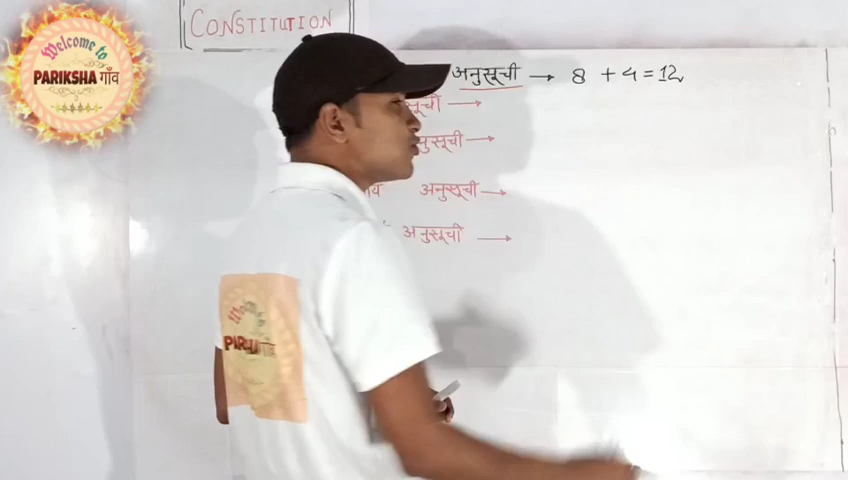 CONSTITUTION
Welcome to
PARIKSHA गाँव
अनुसूची → 8 + 4 = 12
सूची →
नुसूची →
अनुसूची →
अनुसूची →